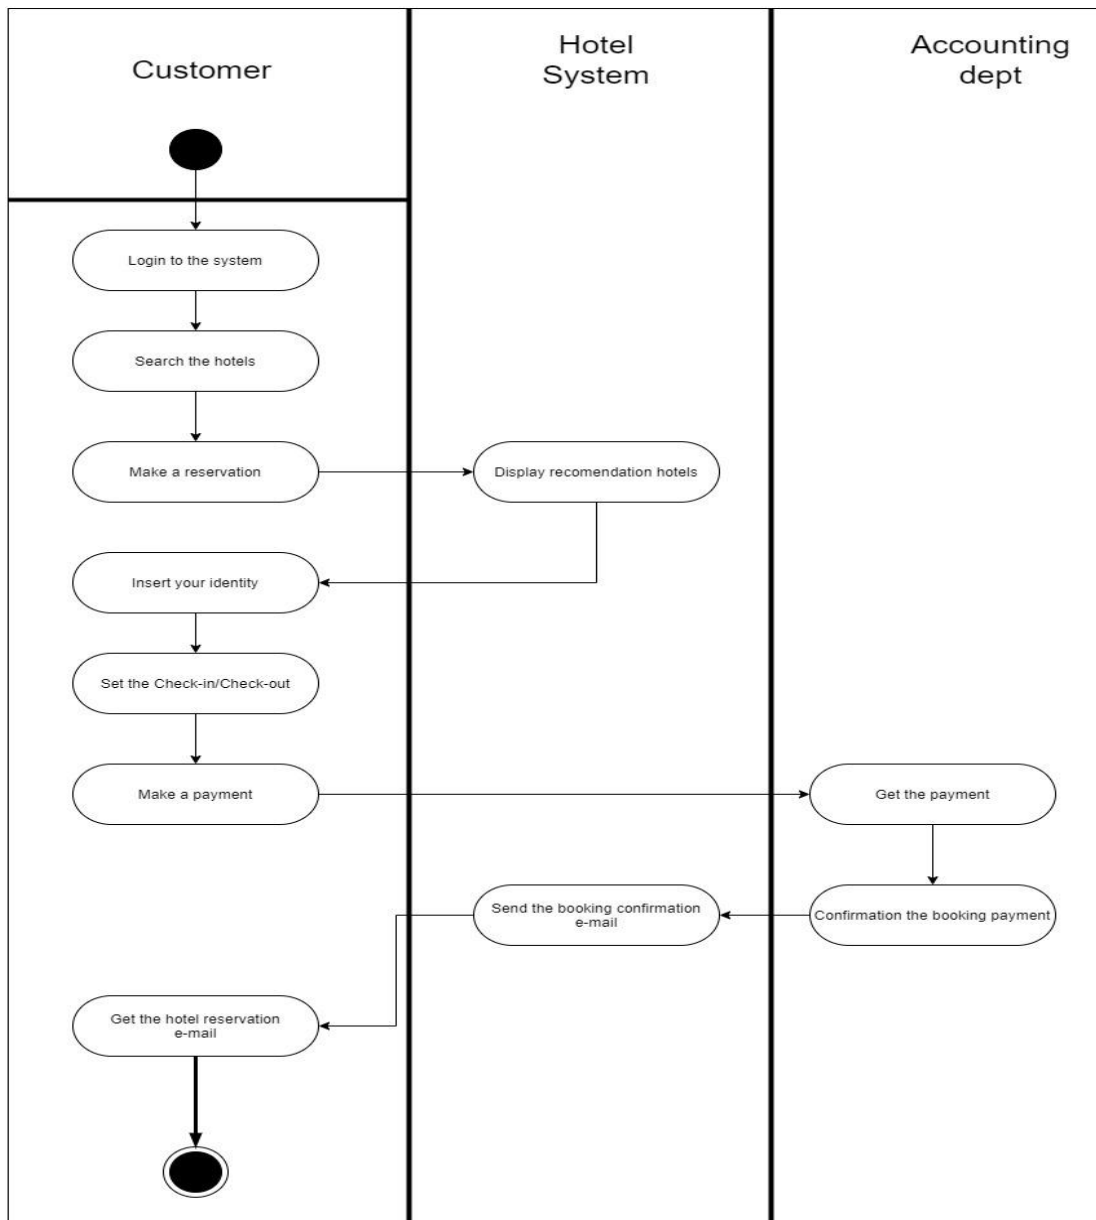 Customer
Hotel
System
Accounting
dept
Login to the system
Search the hotels
Make a reservation
Display recomendation hotels
Insert your identity
Set the Check-in/Check-out
Make a payment
Get the payment
Send the booking confirmation
e-mail
Confirmation the booking payment
Get the hotel reservation
e-mail